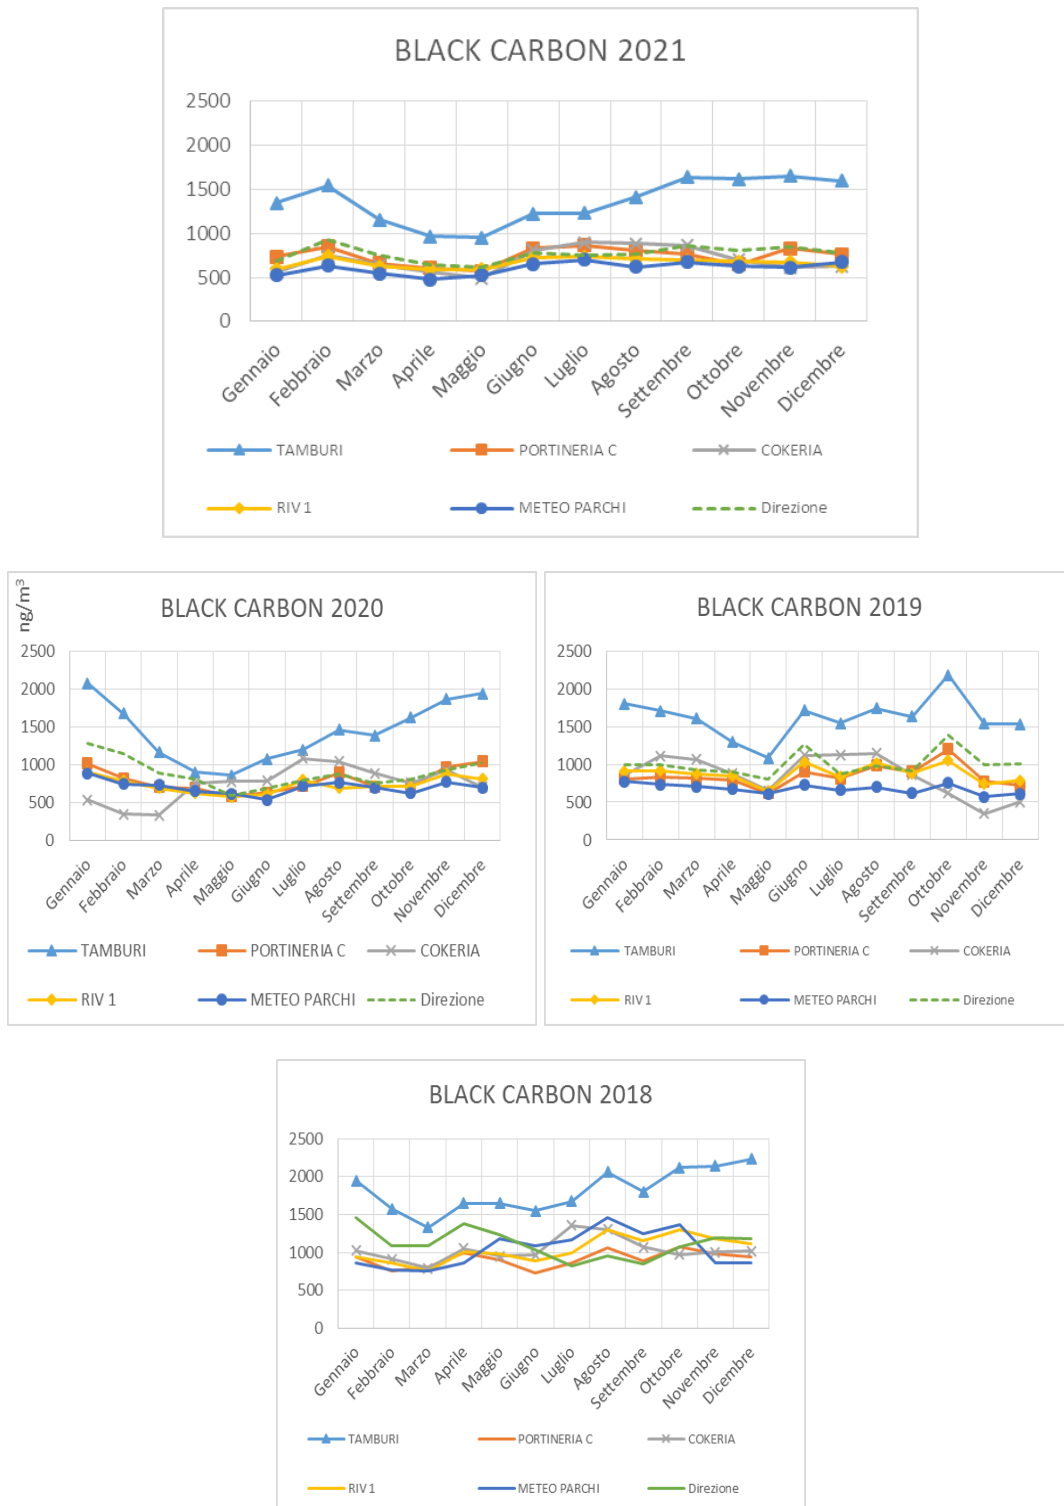 BLACK CARBON 2021
2500
2000
1500
1000
500
0
Gennaio
Febbraio
Marzo
Aprile
Maggio
Giugno
Luglio
Agosto
Settembre
Ottobre
Novembre
Dicembre
TAMBURI PORTINERIA C COKERIA
RIV 1 METEO PARCHI Direzione
ng/m³
BLACK CARBON 2020
2500
2000
1500
1000
500
0
Gennaio
Febbraio
Marzo
Aprile
Maggio
Giugno
Luglio
Agosto
Settembre
Ottobre
Novembre
Dicembre
TAMBURI PORTINERIA C COKERIA
RIV 1 METEO PARCHI Direzione
BLACK CARBON 2019
2500
2000
1500
1000
500
0
Gennaio
Febbraio
Marzo
Aprile
Maggio
Giugno
Luglio
Agosto
Settembre
Ottobre
Novembre
Dicembre
TAMBURI PORTINERIA C COKERIA
RIV 1 METEO PARCHI Direzione
BLACK CARBON 2018
2500
2000
1500
1000
500
0
Gennaio
Febbraio
Marzo
Aprile
Maggio
Giugno
Luglio
Agosto
Settembre
Ottobre
Novembre
Dicembre
TAMBURI PORTINERIA C COKERIA
RIV 1 METEO PARCHI Direzione